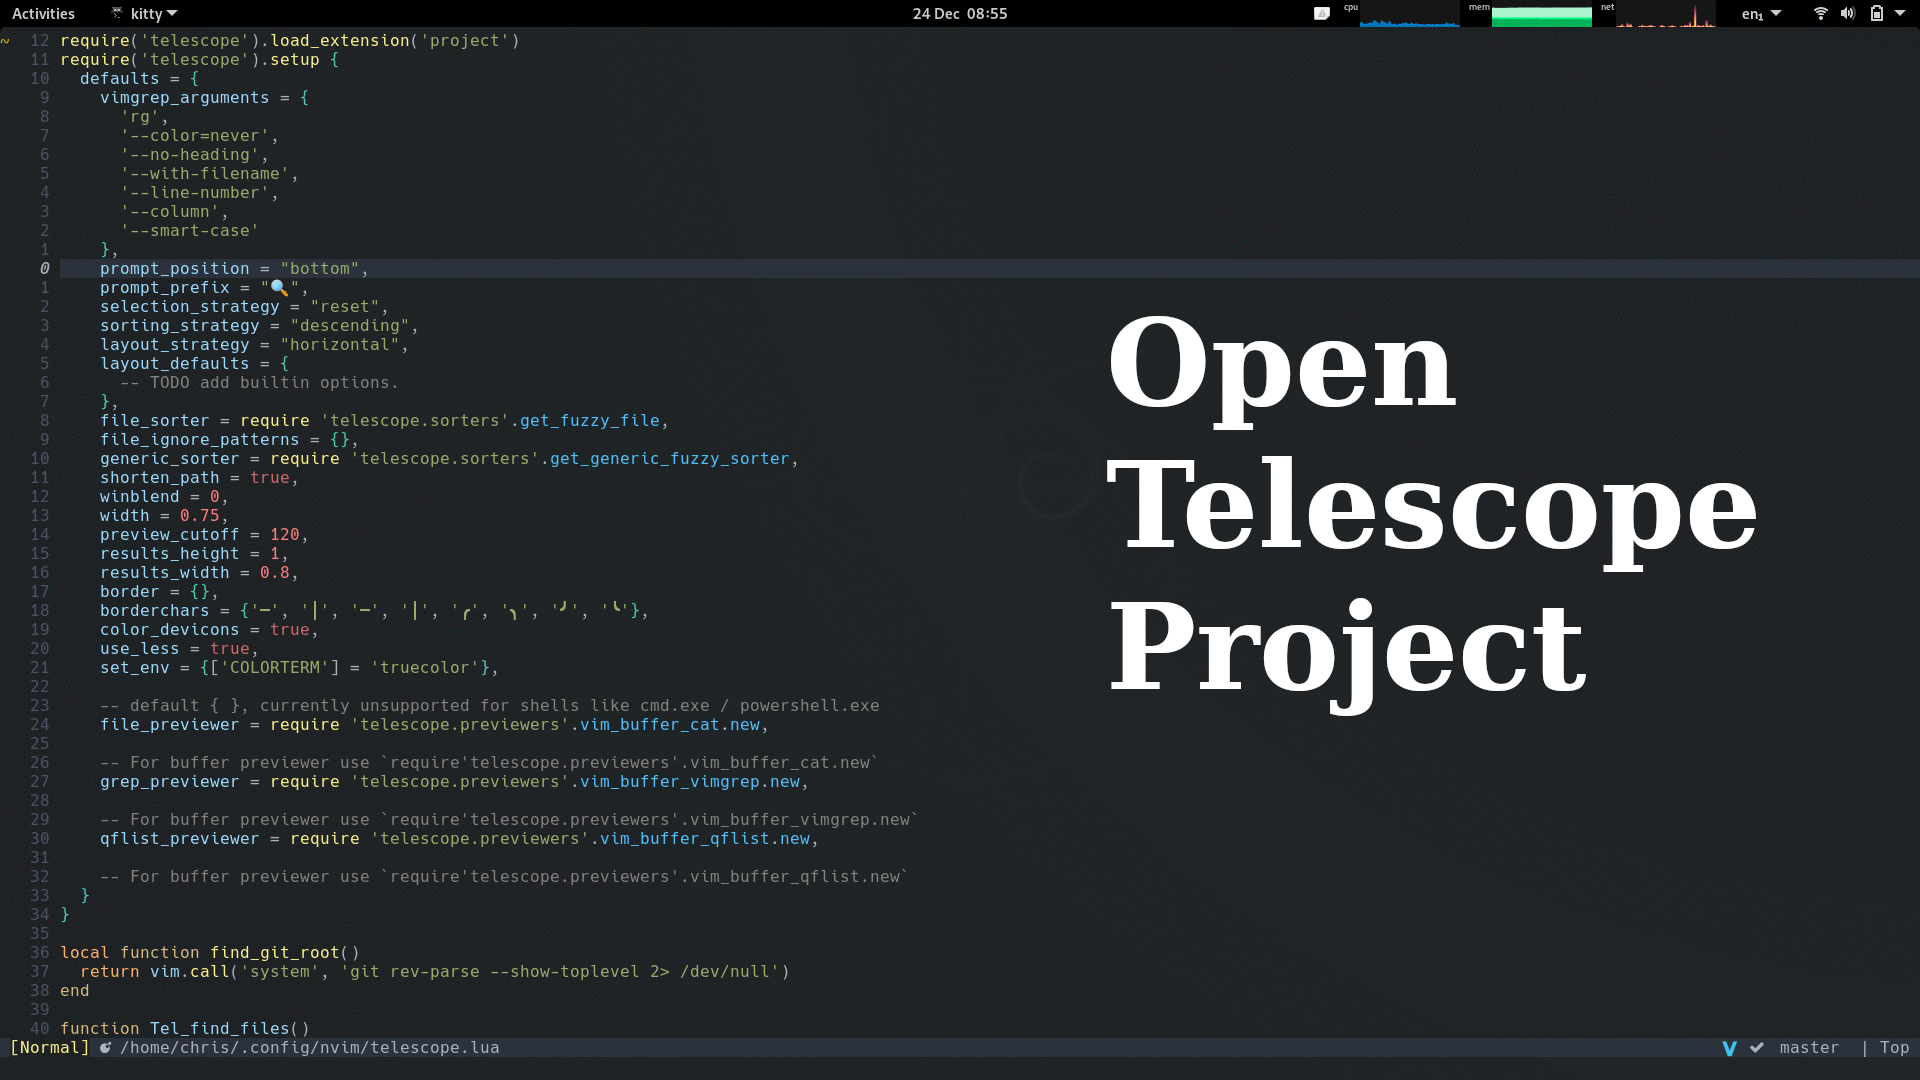 Activities kitty 24 Dec 08:55 cpu mem net en₁
12 require('telescope').load_extension('project')
11 require('telescope').setup {
10 defaults = {
9 vimgrep_arguments = {
8 'rg',
7 '--color=never',
6 '--no-heading',
5 '--with-filename',
4 '--line-number',
3 '--column',
2 '--smart-case'
1 },
0 prompt_position = "bottom",
1 prompt_prefix = "🔍",
2 selection_strategy = "reset",
3 sorting_strategy = "descending",
4 layout_strategy = "horizontal",
5 layout_defaults = {
6 -- TODO add builtin options.
7 },
8 file_sorter = require 'telescope.sorters'.get_fuzzy_file,
9 file_ignore_patterns = {},
10 generic_sorter = require 'telescope.sorters'.get_generic_fuzzy_sorter,
11 shorten_path = true,
12 winblend = 0,
13 width = 0.75,
14 preview_cutoff = 120,
15 results_height = 1,
16 results_width = 0.8,
17 border = {},
18 borderchars = {'─', '│', '─', '│', '╭', '╮', '╯', '╰'},
19 color_devicons = true,
20 use_less = true,
21 set_env = {['COLORTERM'] = 'truecolor'},
22
23 -- default { }, currently unsupported for shells like cmd.exe / powershell.exe
24 file_previewer = require 'telescope.previewers'.vim_buffer_cat.new,
25
26 -- For buffer previewer use `require'telescope.previewers'.vim_buffer_cat.new`
27 grep_previewer = require 'telescope.previewers'.vim_buffer_vimgrep.new,
28
29 -- For buffer previewer use `require'telescope.previewers'.vim_buffer_vimgrep.new`
30 qflist_previewer = require 'telescope.previewers'.vim_buffer_qflist.new,
31
32 -- For buffer previewer use `require'telescope.previewers'.vim_buffer_qflist.new`
33 }
34 }
35
36 local function find_git_root()
37 return vim.call('system', 'git rev-parse --show-toplevel 2> /dev/null')
38 end
39
40 function Tel_find_files()
[Normal] /home/chris/.config/nvim/telescope.lua master | Top
Open
Telescope
Project